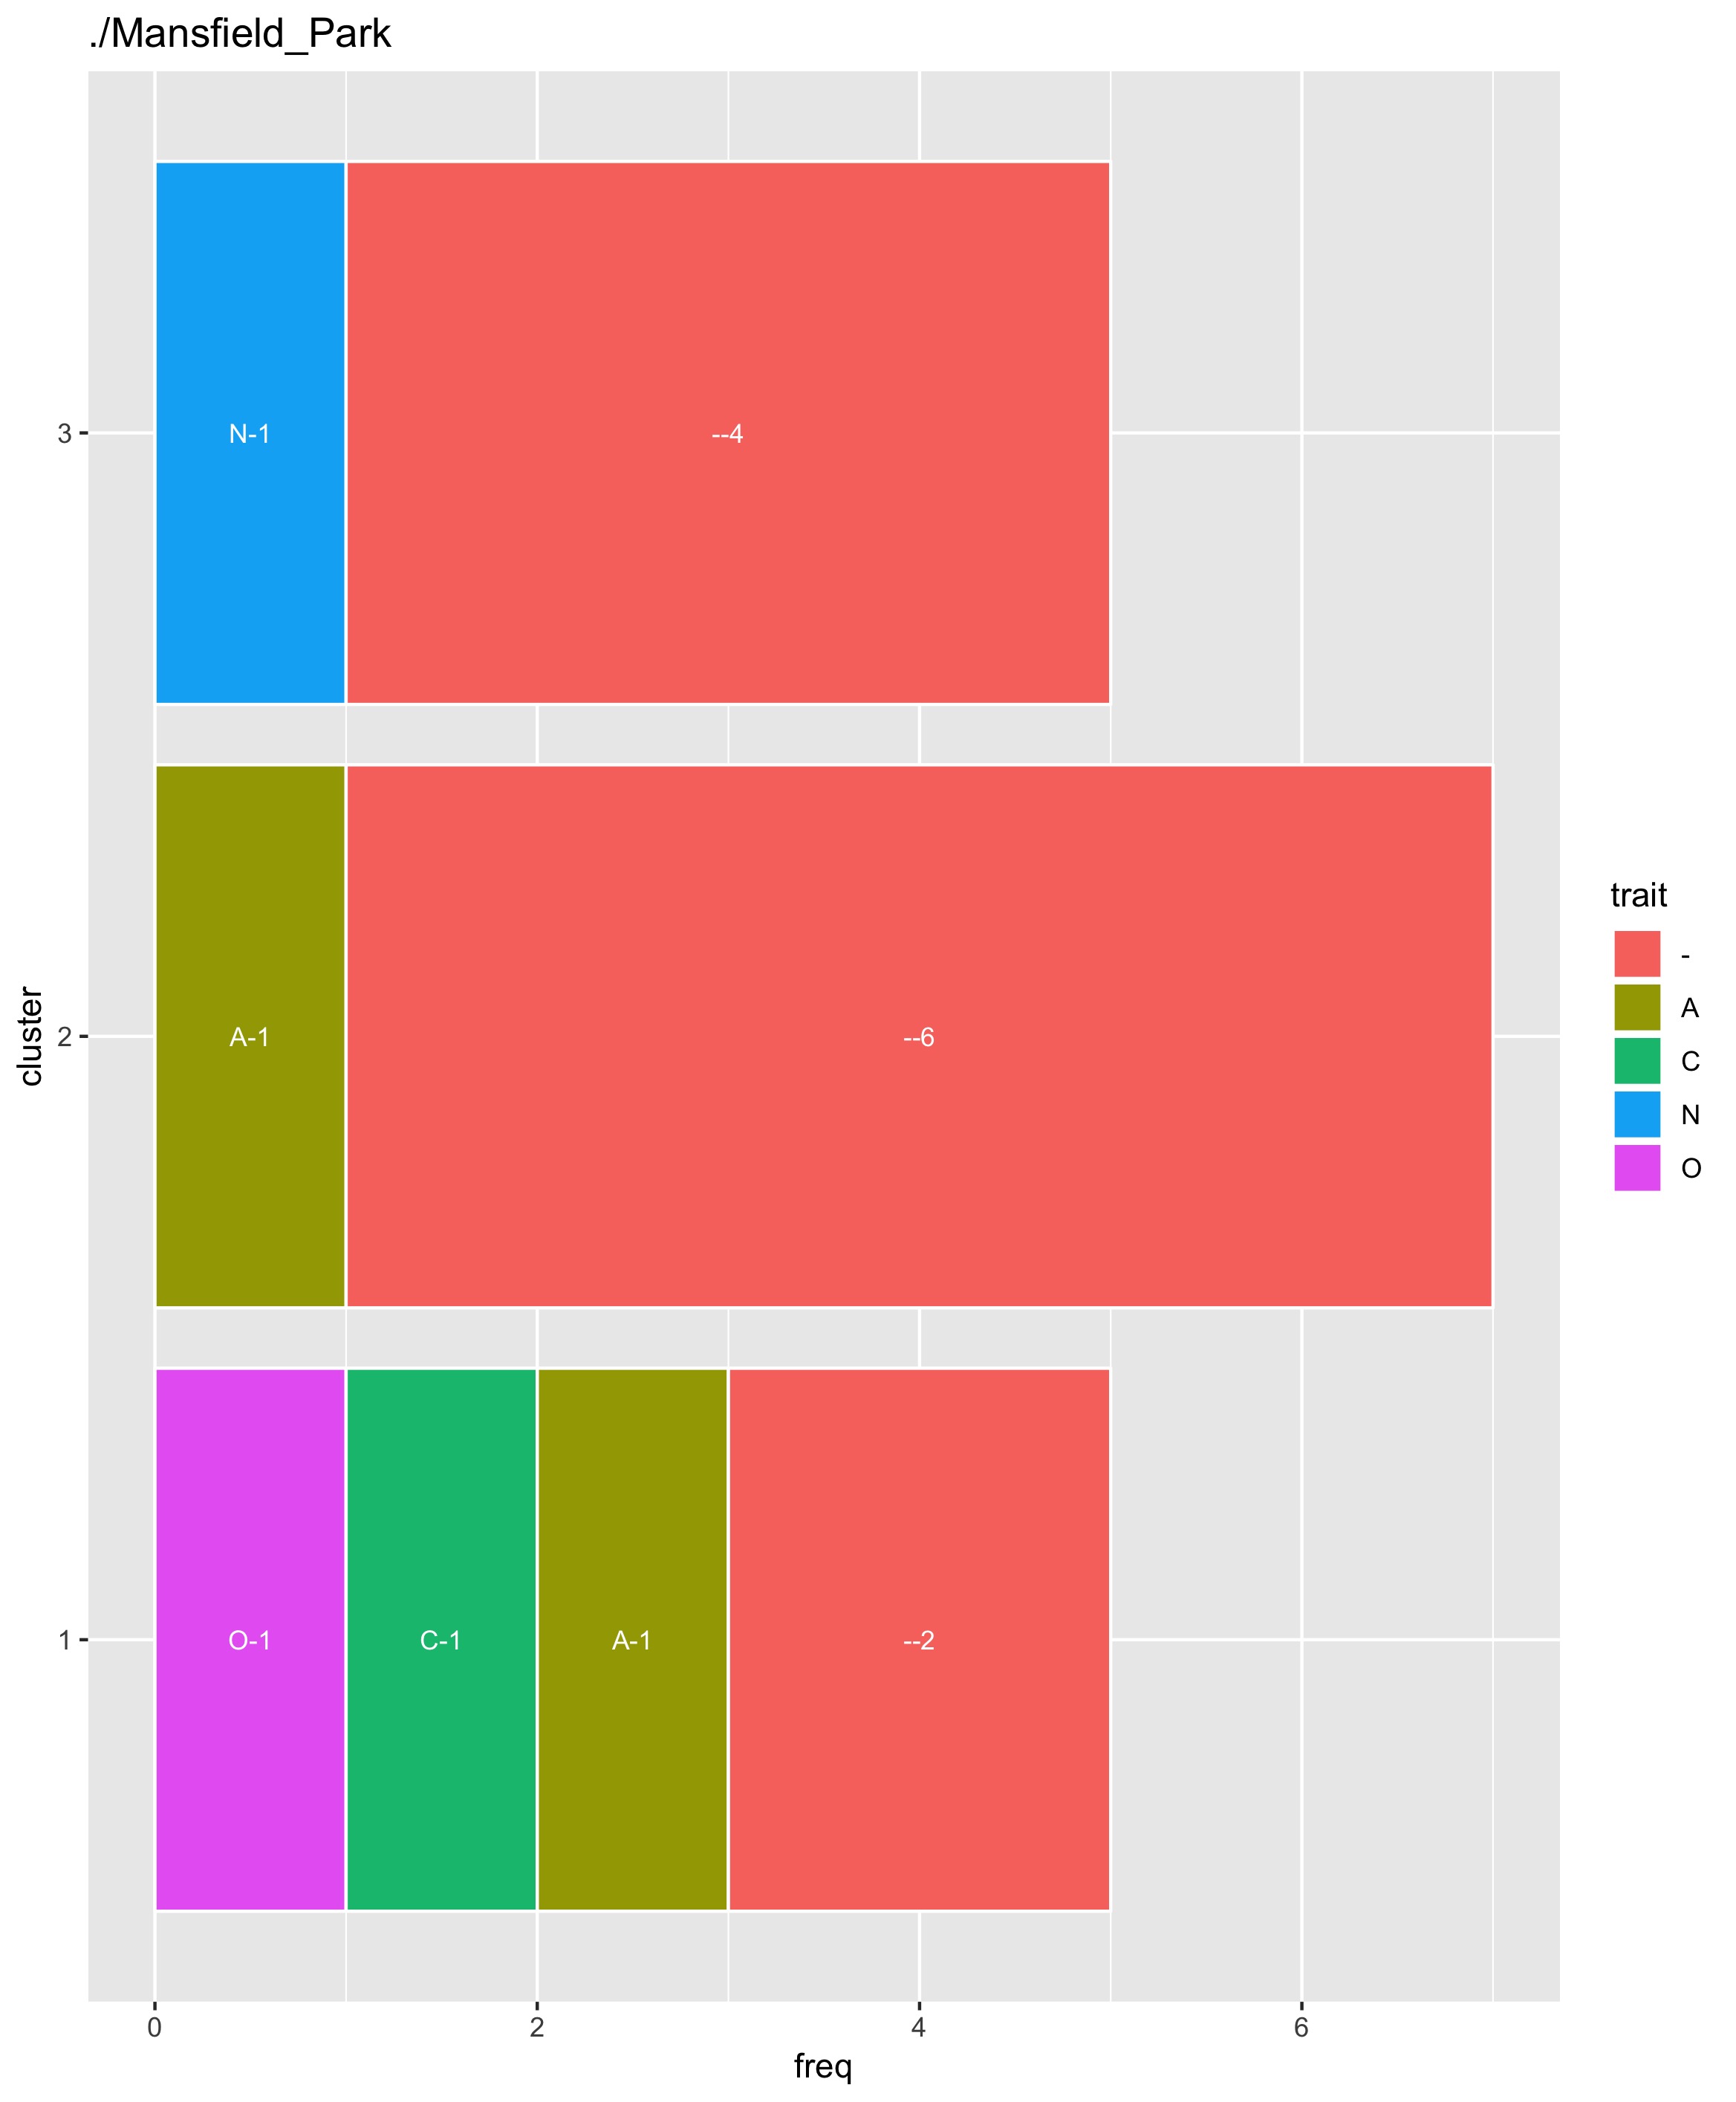 ./Mansfield_Park
3
N-1
--4
2
A-1
--6
1
O-1
C-1
A-1
--2
cluster
0
2
4
6
freq
trait
-
A
C
N
O